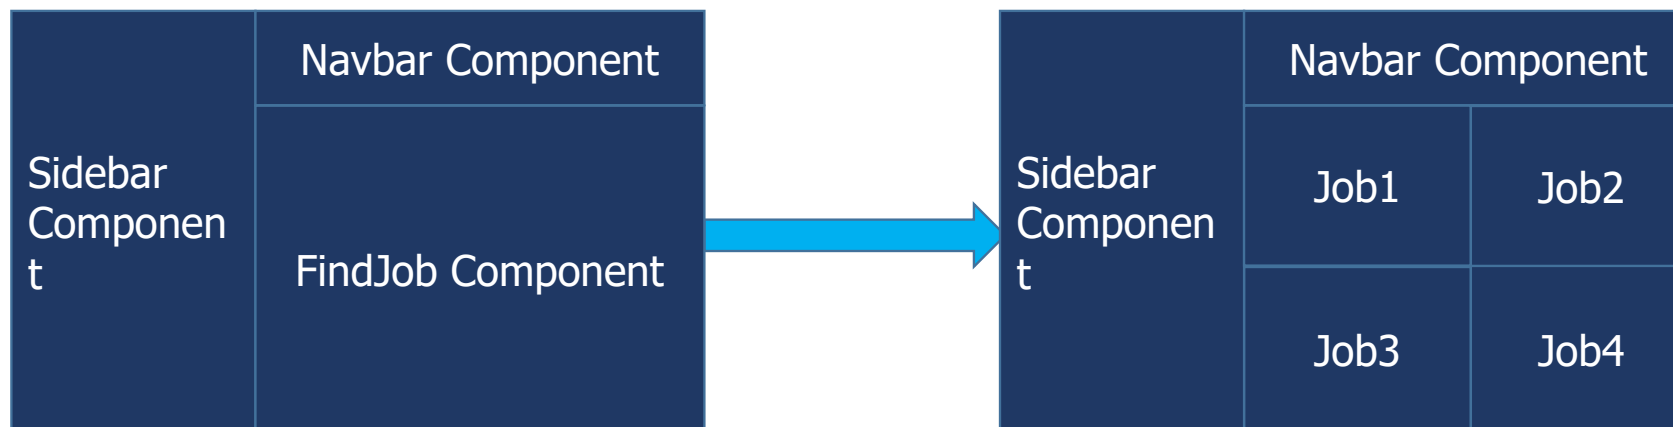 Navbar Component
Sidebar
Componen
t
FindJob Component
Navbar Component
Sidebar
Componen
t
Job1
Job2
Job3
Job4